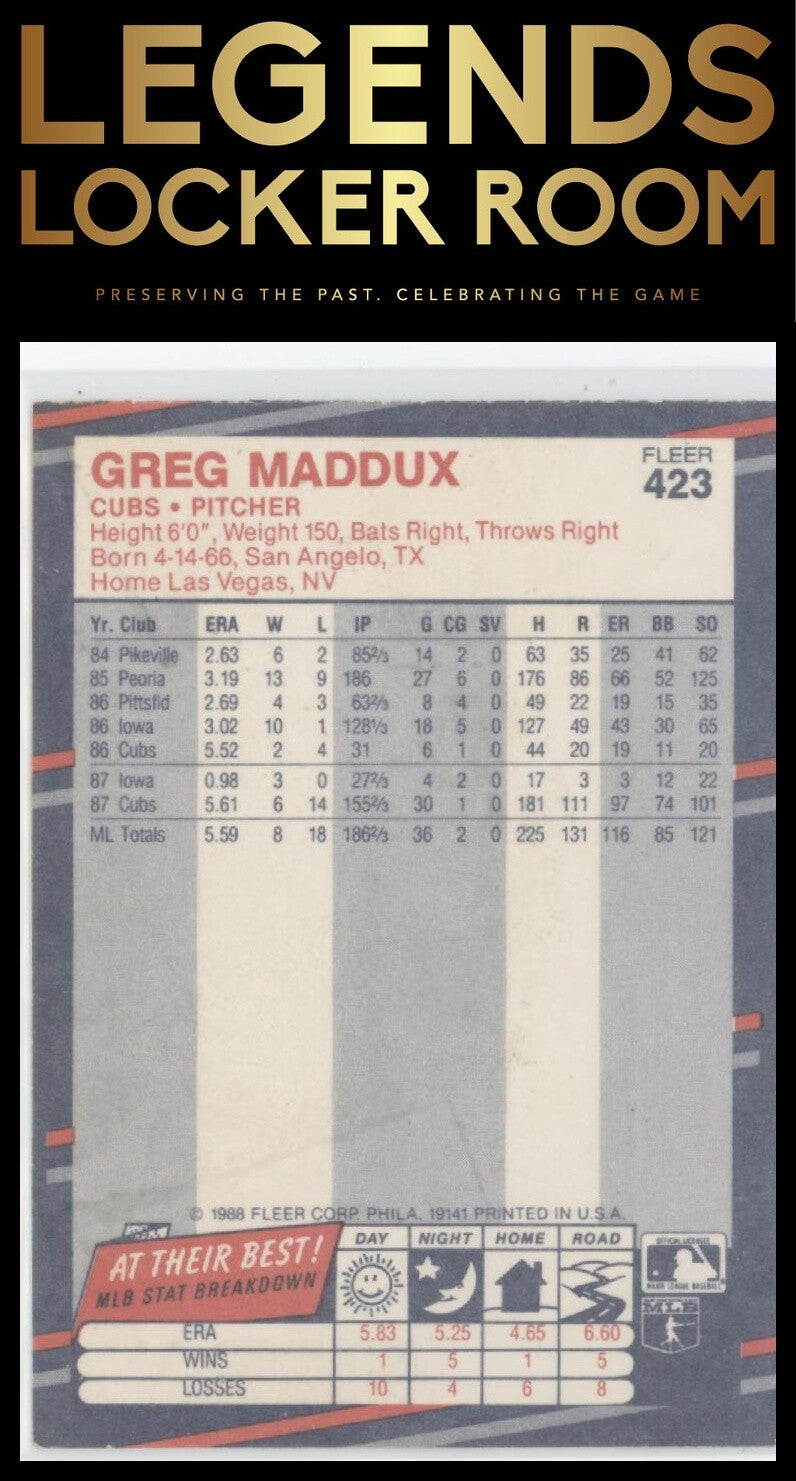 LEGENDS
LOCKER ROOM
PRESERVING THE PAST. CELEBRATING THE GAME
GREG MADDUX
FLEER
423
CUBS • PITCHER
Height 6'0", Weight 150, Bats Right, Throws Right
Born 4-14-66, San Angelo, TX
Home Las Vegas, NV
Yr. Club ERA W L IP G CG SV H R ER BB SO
84 Pikeville 2.63 6 2 85⅔ 14 2 0 63 35 25 41 62
85 Peoria 3.19 13 9 186 27 6 0 176 86 66 52 125
86 Pittsfld 2.69 4 3 63⅔ 8 4 0 49 22 19 15 35
86 Iowa 3.02 10 1 128⅓ 18 5 0 127 49 43 30 65
86 Cubs 5.52 2 4 31 6 1 0 44 20 19 11 20
87 Iowa 0.98 3 0 27⅔ 4 2 0 17 3 3 12 22
87 Cubs 5.61 6 14 155⅔ 30 1 0 181 111 97 74 101
ML Totals 5.59 8 18 186⅔ 36 2 0 225 131 116 85 121
© 1988 FLEER CORP. PHILA. 19141 PRINTED IN U.S.A.
AT THEIR BEST!
MLB STAT BREAKDOWN
DAY NIGHT HOME ROAD
ERA 5.83 5.25 4.65 6.60
WINS 1 5 1 5
LOSSES 10 4 6 8
OFFICIAL LICENSEE
MAJOR LEAGUE BASEBALL
MLB